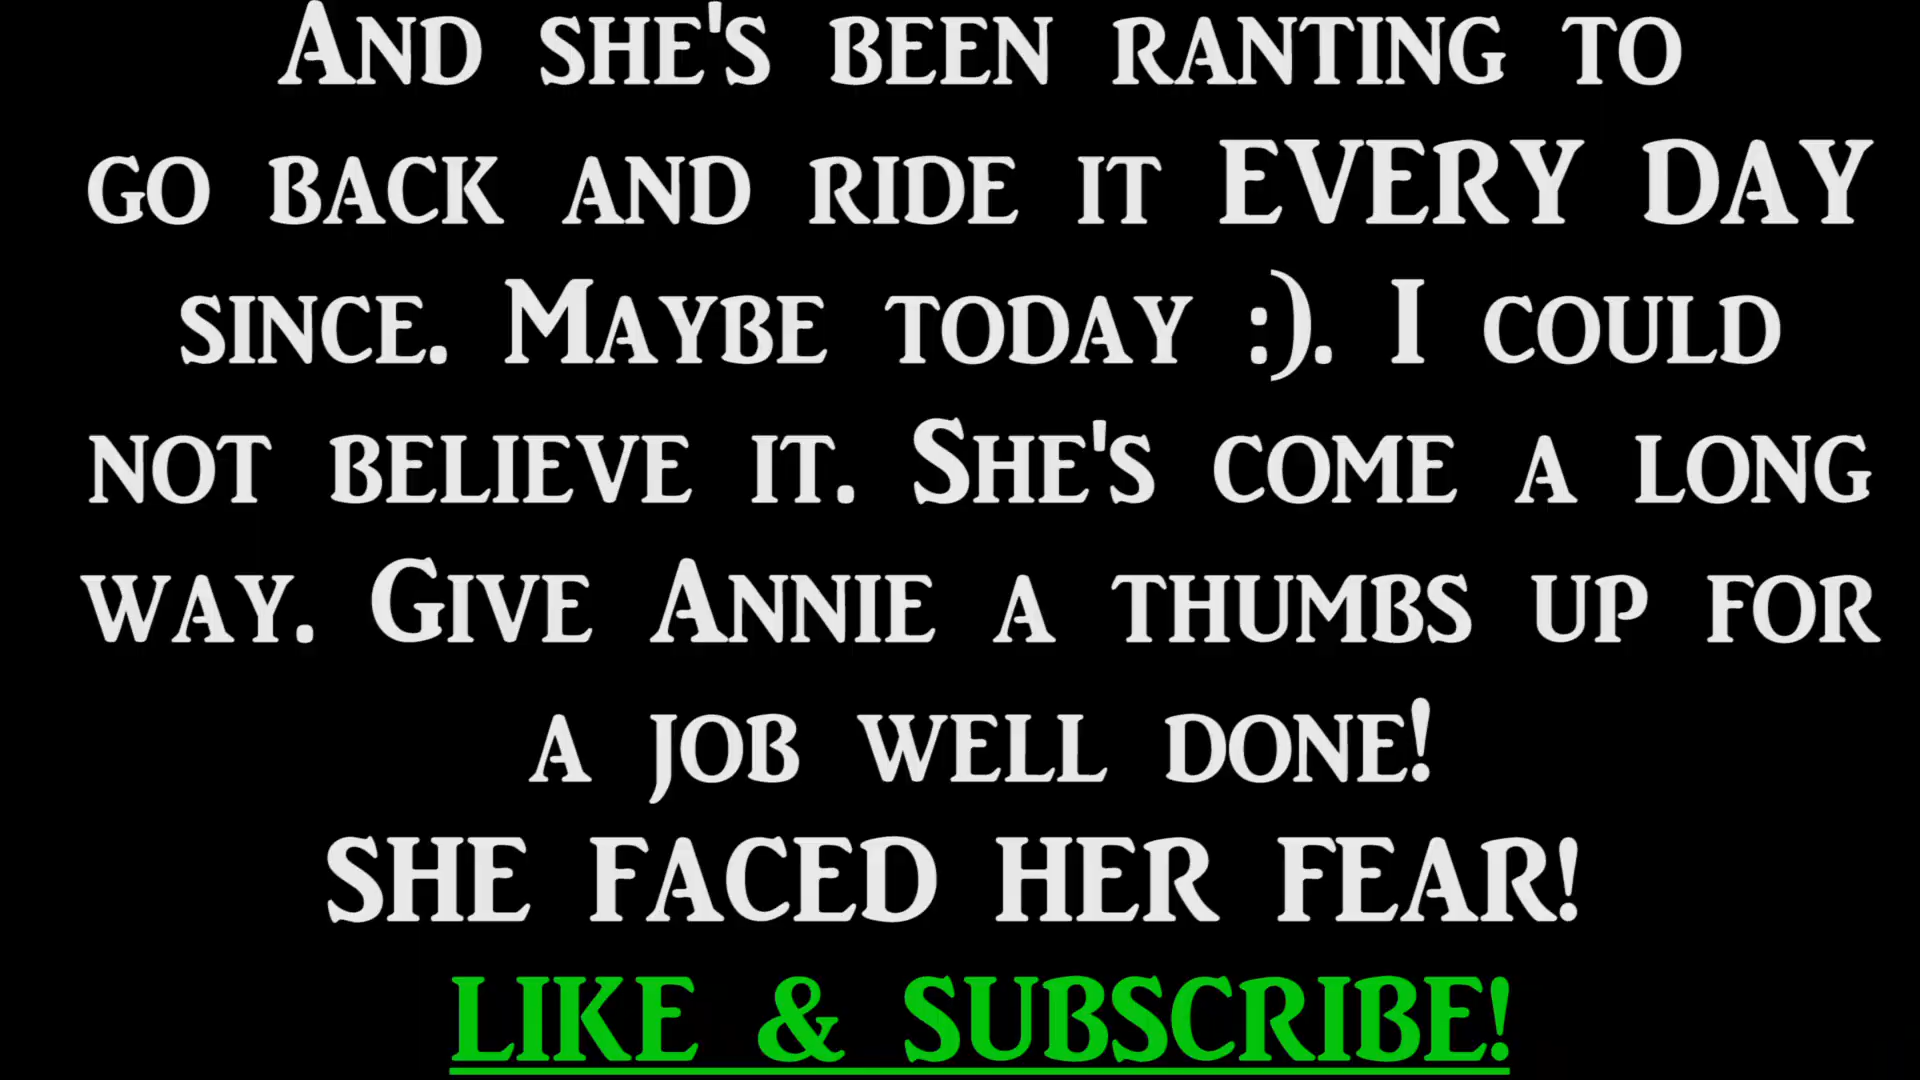 And she's been ranting to
go back and ride it EVERY DAY
since. Maybe today :). I could
not believe it. She's come a long
way. Give Annie a thumbs up for
a job well done!
SHE FACED HER FEAR!
LIKE & SUBSCRIBE!